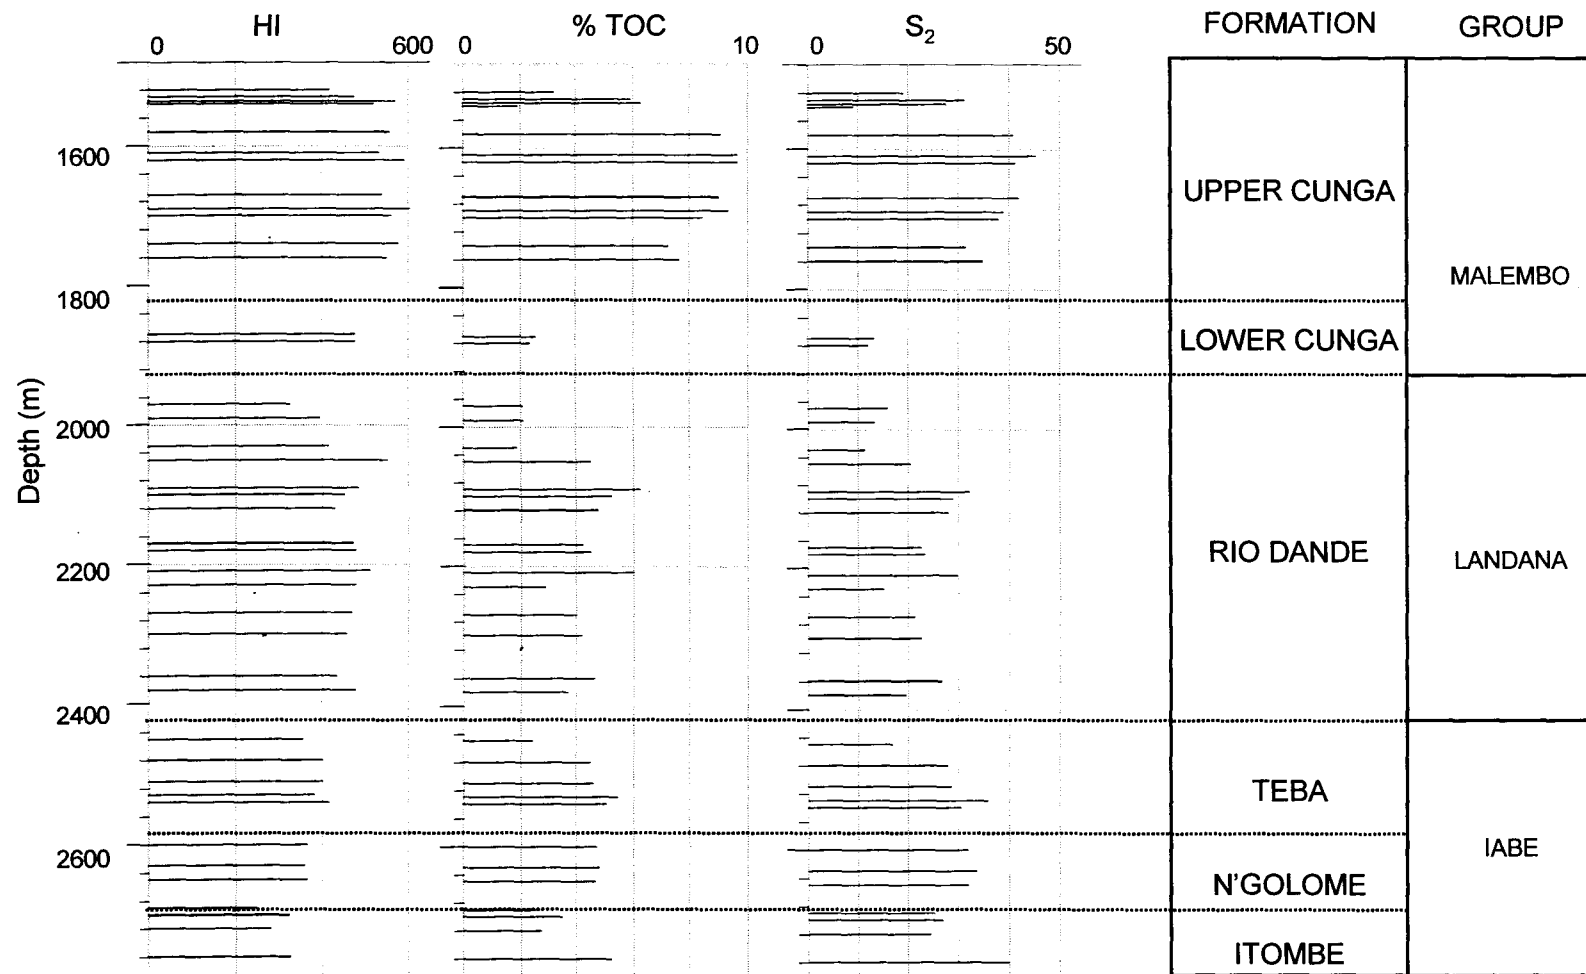 HI % TOC S₂ FORMATION GROUP
0 600 0 10 0 50
1600
UPPER CUNGA
MALEMBO
1800
LOWER CUNGA
Depth (m)
2000
RIO DANDE
LANDANA
2200
2400
TEBA
2600
IABE
N'GOLOME
ITOMBE